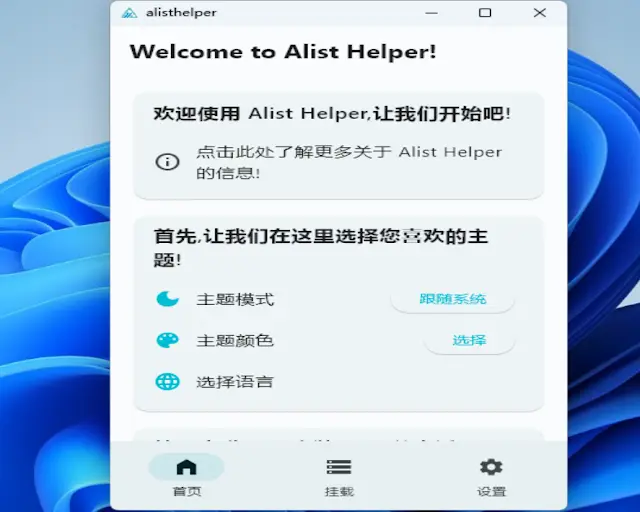 alisthelper
Welcome to Alist Helper!
欢迎使用 Alist Helper,让我们开始吧!
点击此处了解更多关于 Alist Helper
的信息!
首先,让我们在这里选择您喜欢的主
题!
主题模式
跟随系统
主题颜色
选择
选择语言
首页
挂载
设置